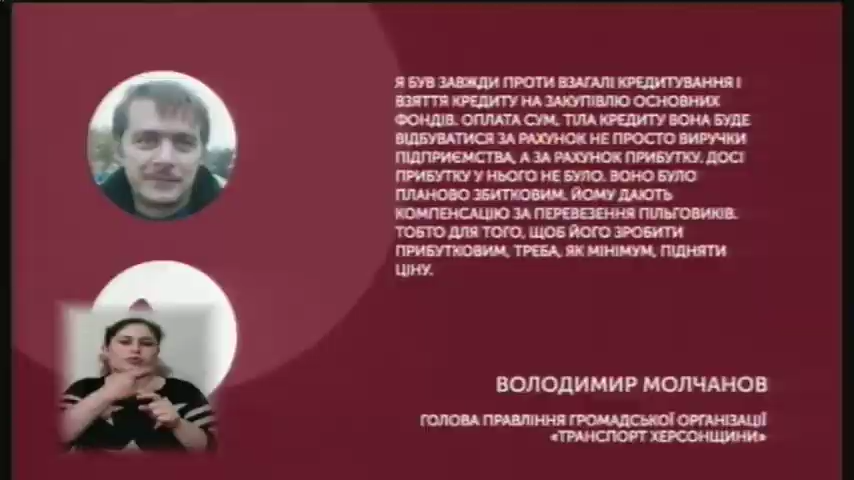 Я БУВ ЗАВЖДИ ПРОТИ ВЗАГАЛІ КРЕДИТУВАННЯ І
ВЗЯТТЯ КРЕДИТУ НА ЗАКУПІВЛЮ ОСНОВНИХ
ФОНДІВ. ОПЛАТА СУМ. ТІЛА КРЕДИТУ ВОНА БУДЕ
ВІДБУВАТИСЯ ЗА РАХУНОК НЕ ПРОСТО ВИРУЧКИ
ПІДПРИЄМСТВА, А ЗА РАХУНОК ПРИБУТКУ. ДОСІ
ПРИБУТКУ У НЬОГО НЕ БУЛО. ВОНО БУЛО
ПЛАНОВО ЗБИТКОВИМ. ЙОМУ ДАЮТЬ
КОМПЕНСАЦІЮ ЗА ПЕРЕВЕЗЕННЯ ПІЛЬГОВИКІВ.
ТОБТО ДЛЯ ТОГО, ЩОБ ЙОГО ЗРОБИТИ
ПРИБУТКОВИМ, ТРЕБА, ЯК МІНІМУМ, ПІДНЯТИ
ЦІНУ.
ВОЛОДИМИР МОЛЧАНОВ
ГОЛОВА ПРАВЛІННЯ ГРОМАДСЬКОЇ ОРГАНІЗАЦІЇ
«ТРАНСПОРТ ХЕРСОНЩИНИ»